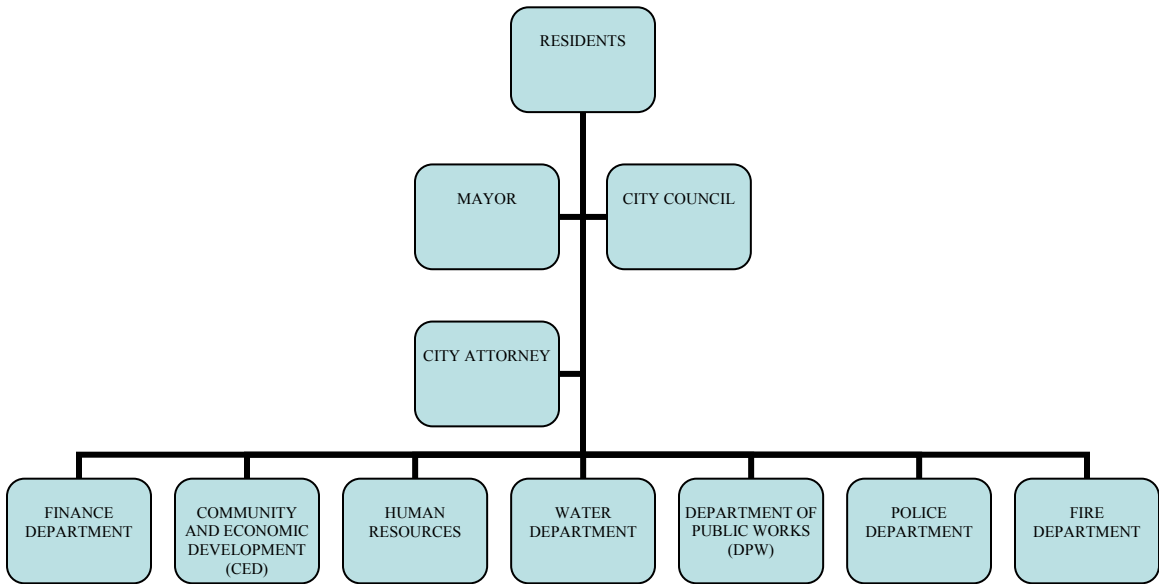 RESIDENTS
MAYOR
CITY COUNCIL
CITY ATTORNEY
FINANCE
DEPARTMENT
COMMUNITY
AND ECONOMIC
DEVELOPMENT
(CED)
HUMAN
RESOURCES
WATER
DEPARTMENT
DEPARTMENT OF
PUBLIC WORKS
(DPW)
POLICE
DEPARTMENT
FIRE
DEPARTMENT